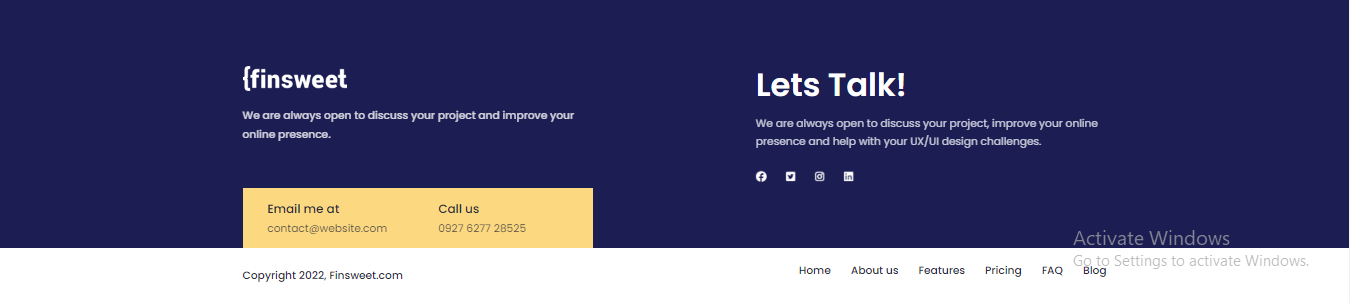 {finsweet
We are always open to discuss your project and improve your
online presence.
Email me at
contact@website.com
Call us
0927 6277 28525
Lets Talk!
We are always open to discuss your project, improve your online
presence and help with your UX/UI design challenges.
Activate Windows
Go to Settings to activate Windows.
Copyright 2022, Finsweet.com
Home About us Features Pricing FAQ Blog